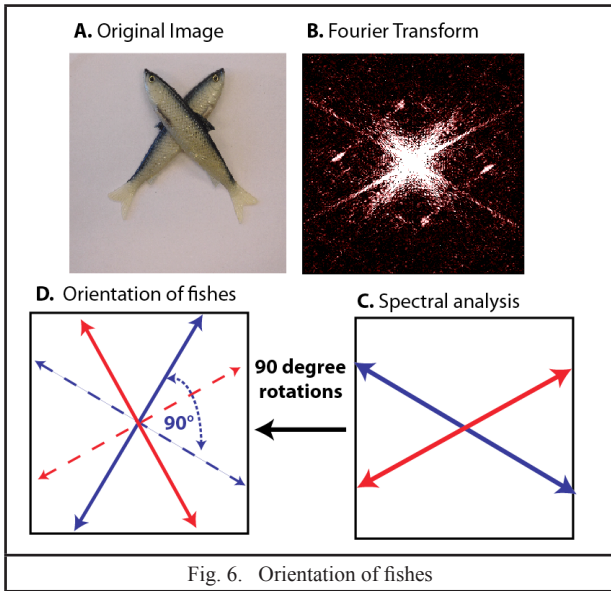 A. Original Image
B. Fourier Transform
D. Orientation of fishes
C. Spectral analysis
90 degree
rotations
90°
Fig. 6. Orientation of fishes